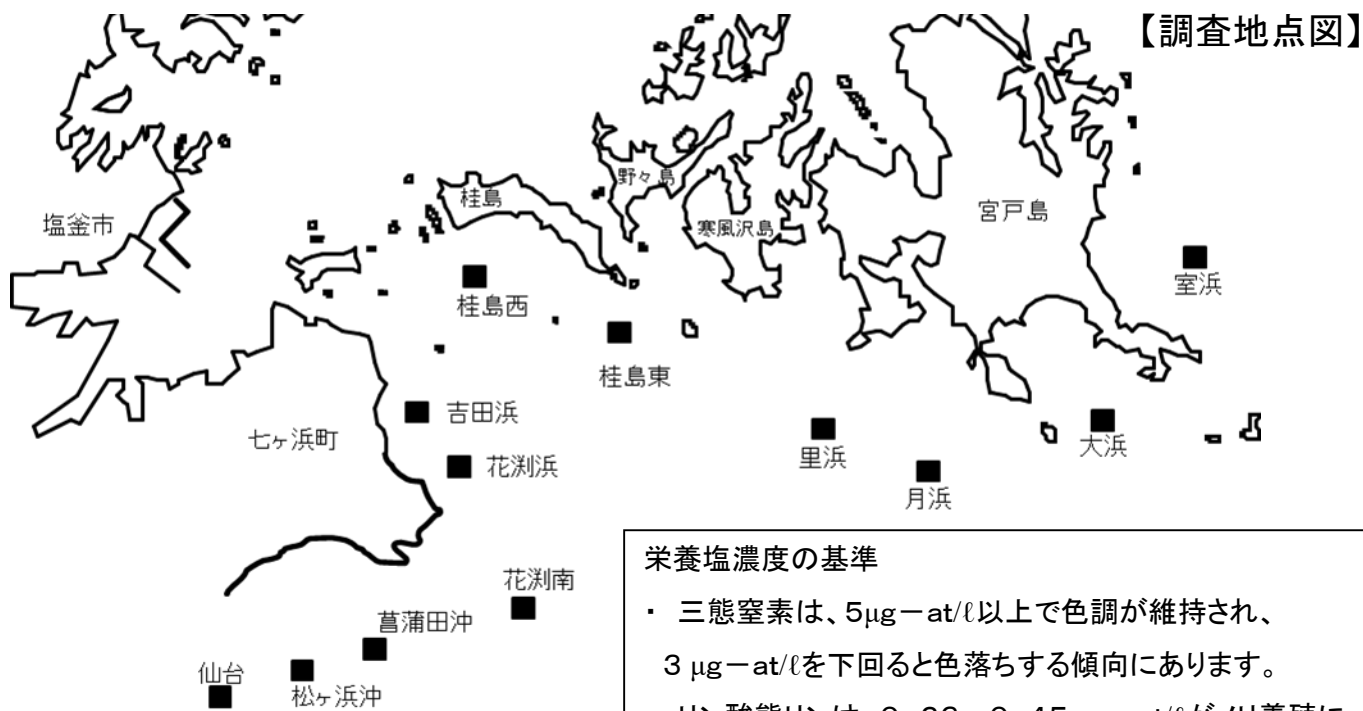 【調査地点図】
野々島
桂島
寒風沢島
宮戸島
塩釜市
室浜
桂島西
桂島東
吉田浜
七ヶ浜町
里浜
大浜
花渕浜
月浜
花渕南
菖蒲田沖
仙台
松ヶ浜沖
栄養塩濃度の基準
・ 三態窒素は、5μg－at/ℓ以上で色調が維持され、
3 μg－at/ℓを下回ると色落ちする傾向にあります。